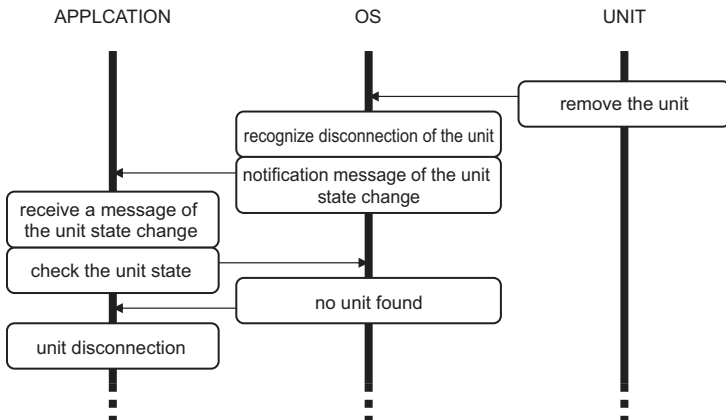 APPLCATION
OS
UNIT
remove the unit
recognize disconnection of the unit
notification message of the unit
state change
receive a message of
the unit state change
check the unit state
no unit found
unit disconnection